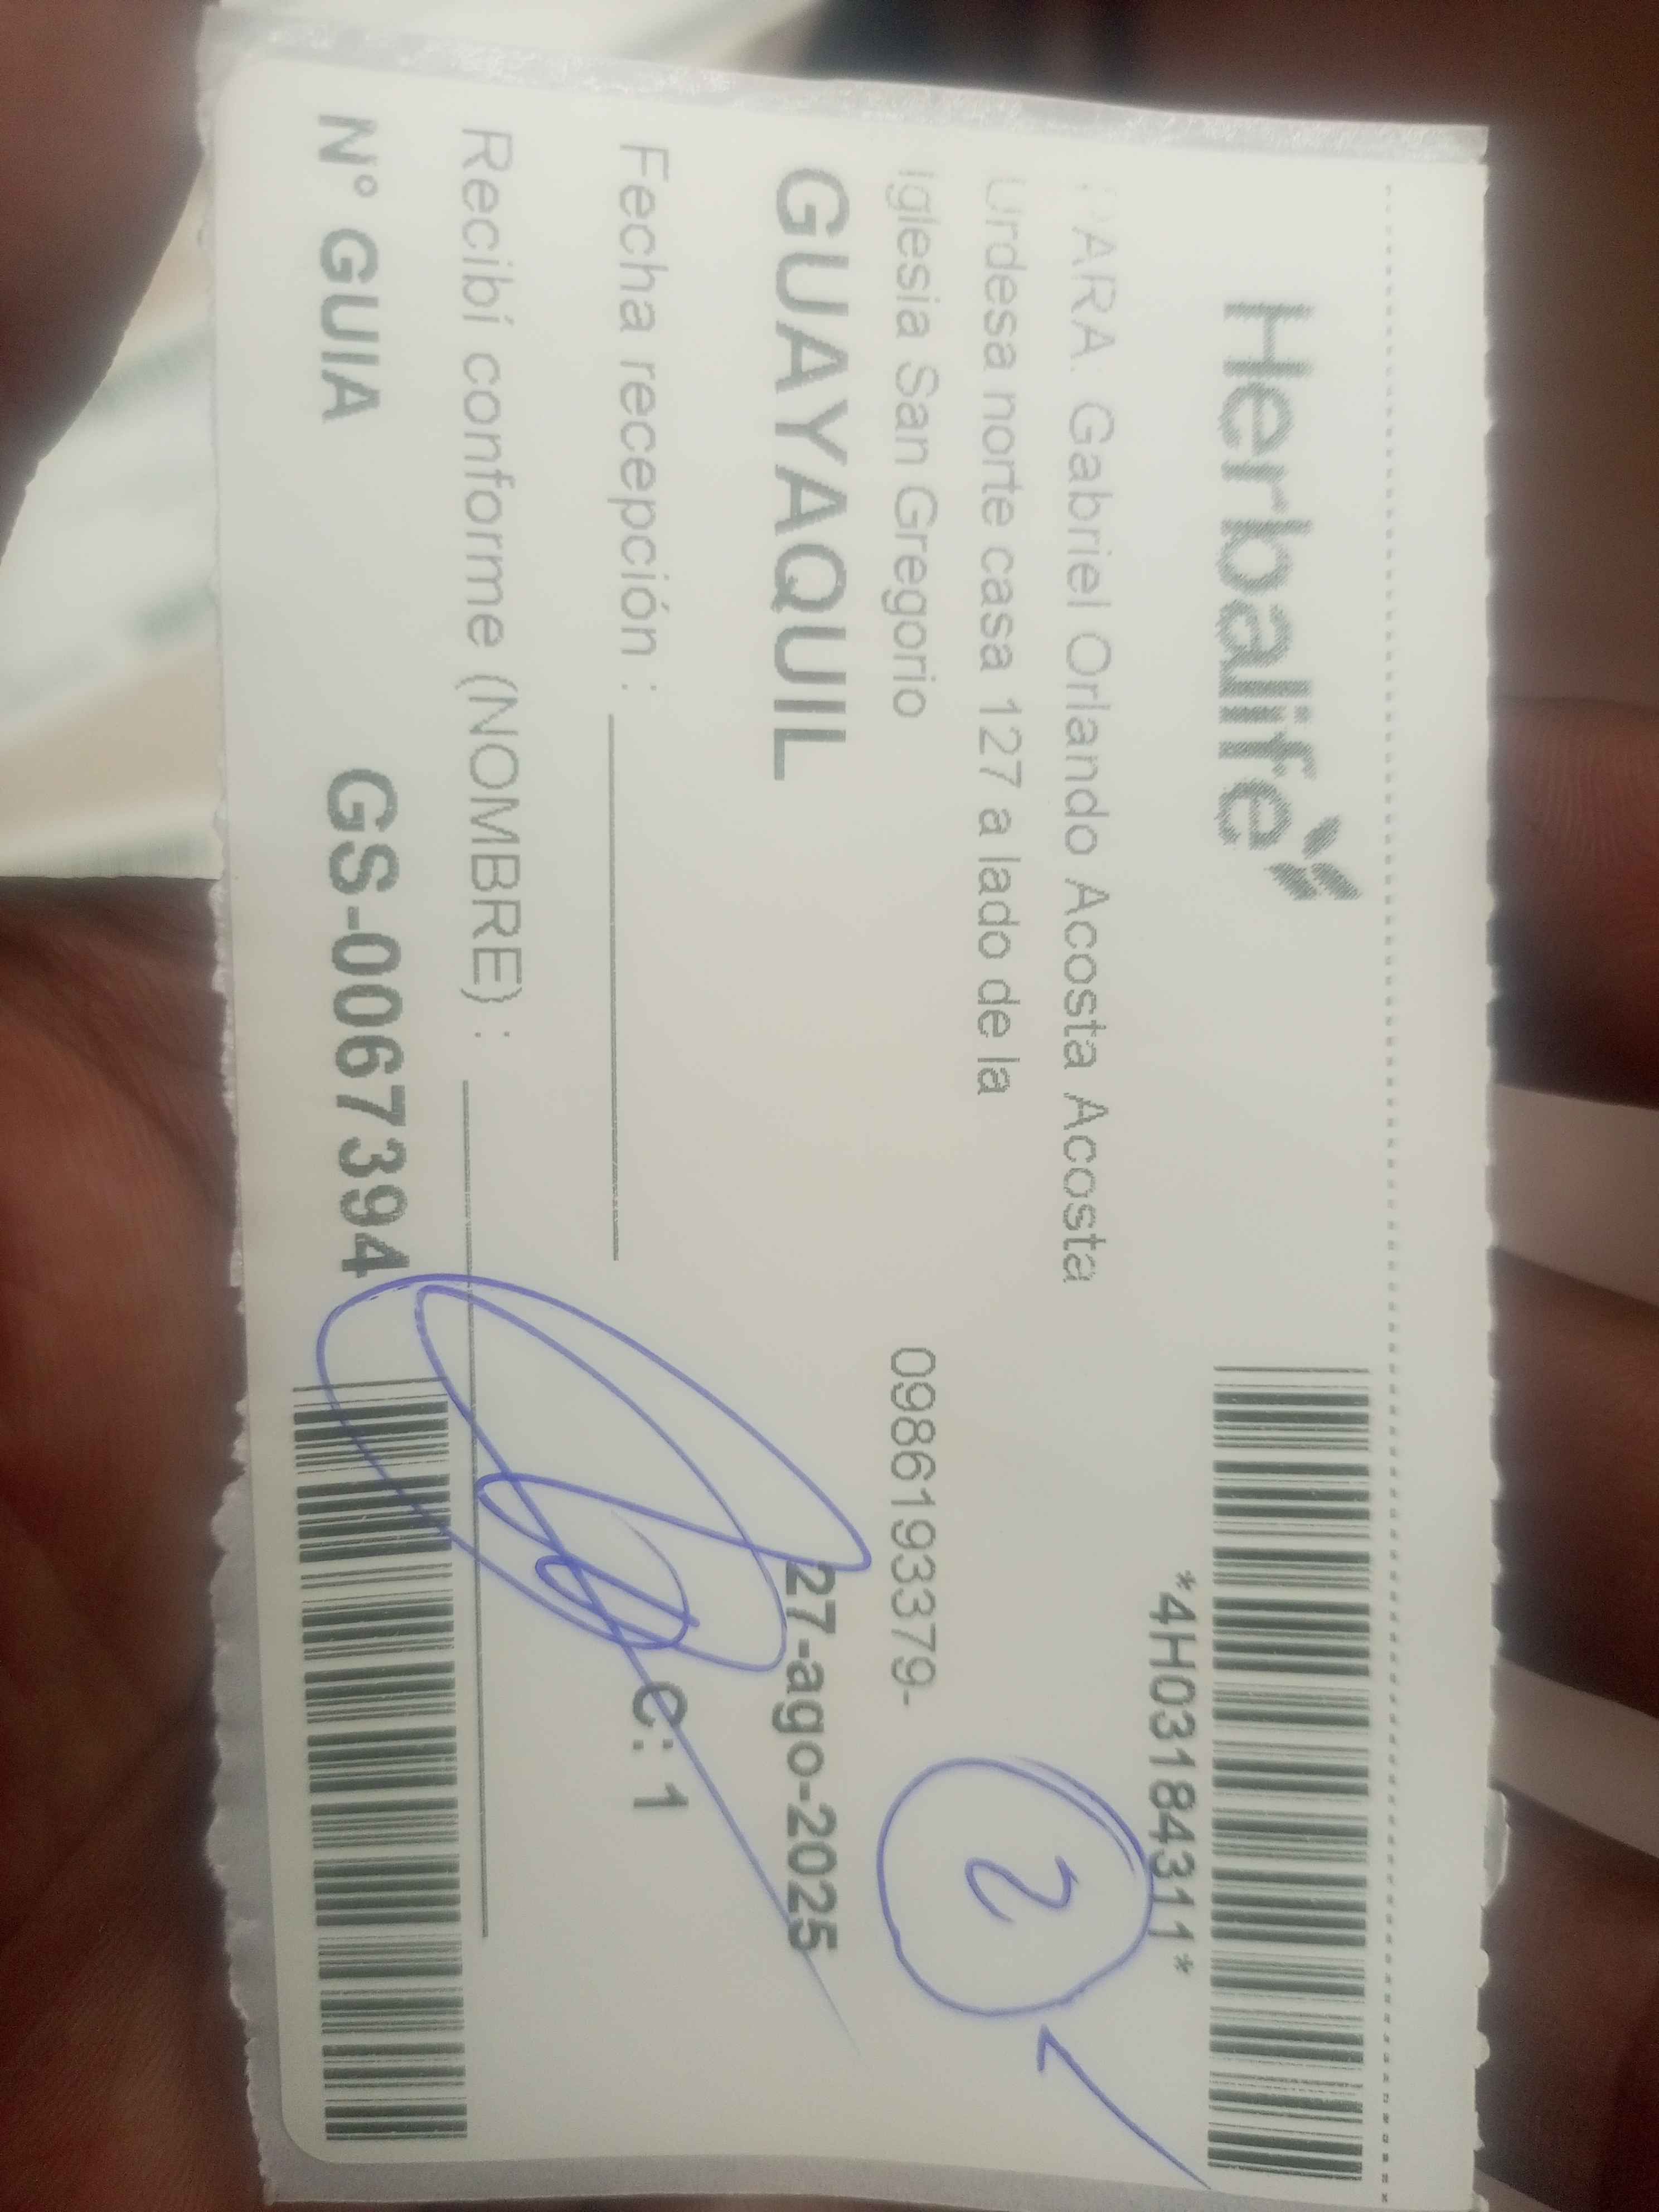 Herbalife
*4H03184311*
PARA. Gabriel Orlando Acosta Acosta
Urdesa norte casa 127 a lado de la
Iglesia San Gregorio 0986193379-
2
GUAYAQUIL 27-ago-2025
Fecha recepción : C: 1
Recibí conforme (NOMBRE) :
N° GUIA GS-0067394